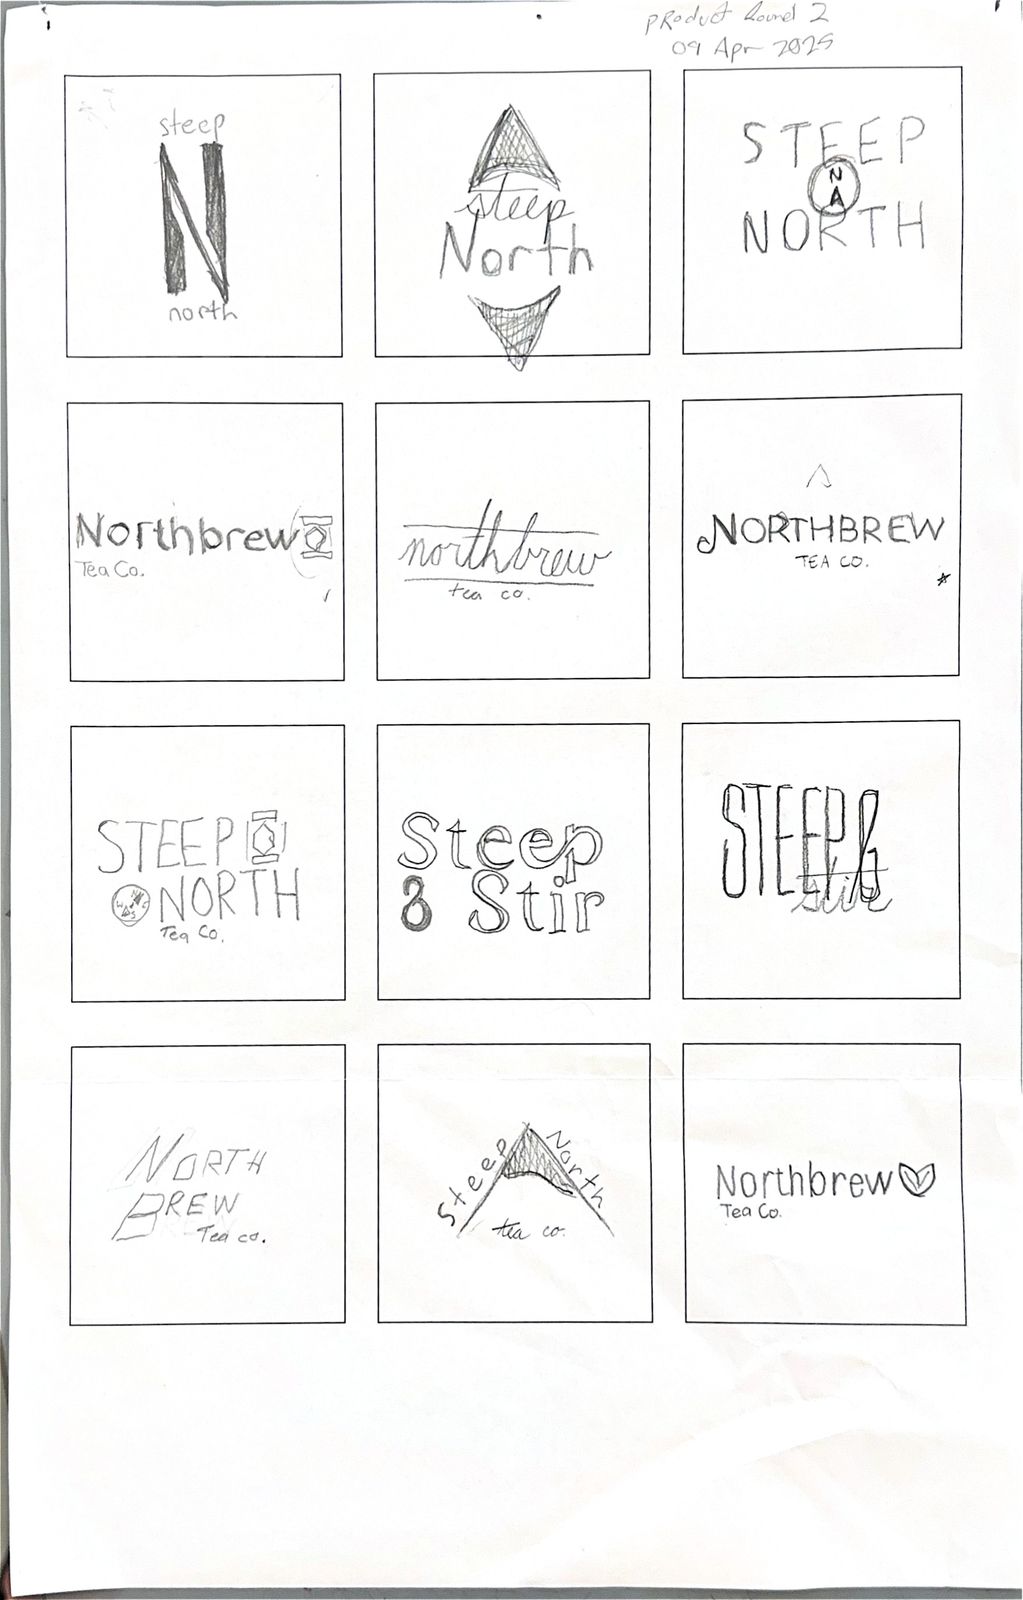 Product Round 2
09 Apr 2025
steep
N
north
steep
North
STEEP
N
NORTH
Northbrew
Tea Co.
northbrew
tea co.
NORTHBREW
TEA CO.
STEEP
NORTH
Tea Co.
Steep
& Stir
STEEP &
stir
NORTH
BREW
Tea co.
Steep North
tea co.
Northbrew
Tea Co.